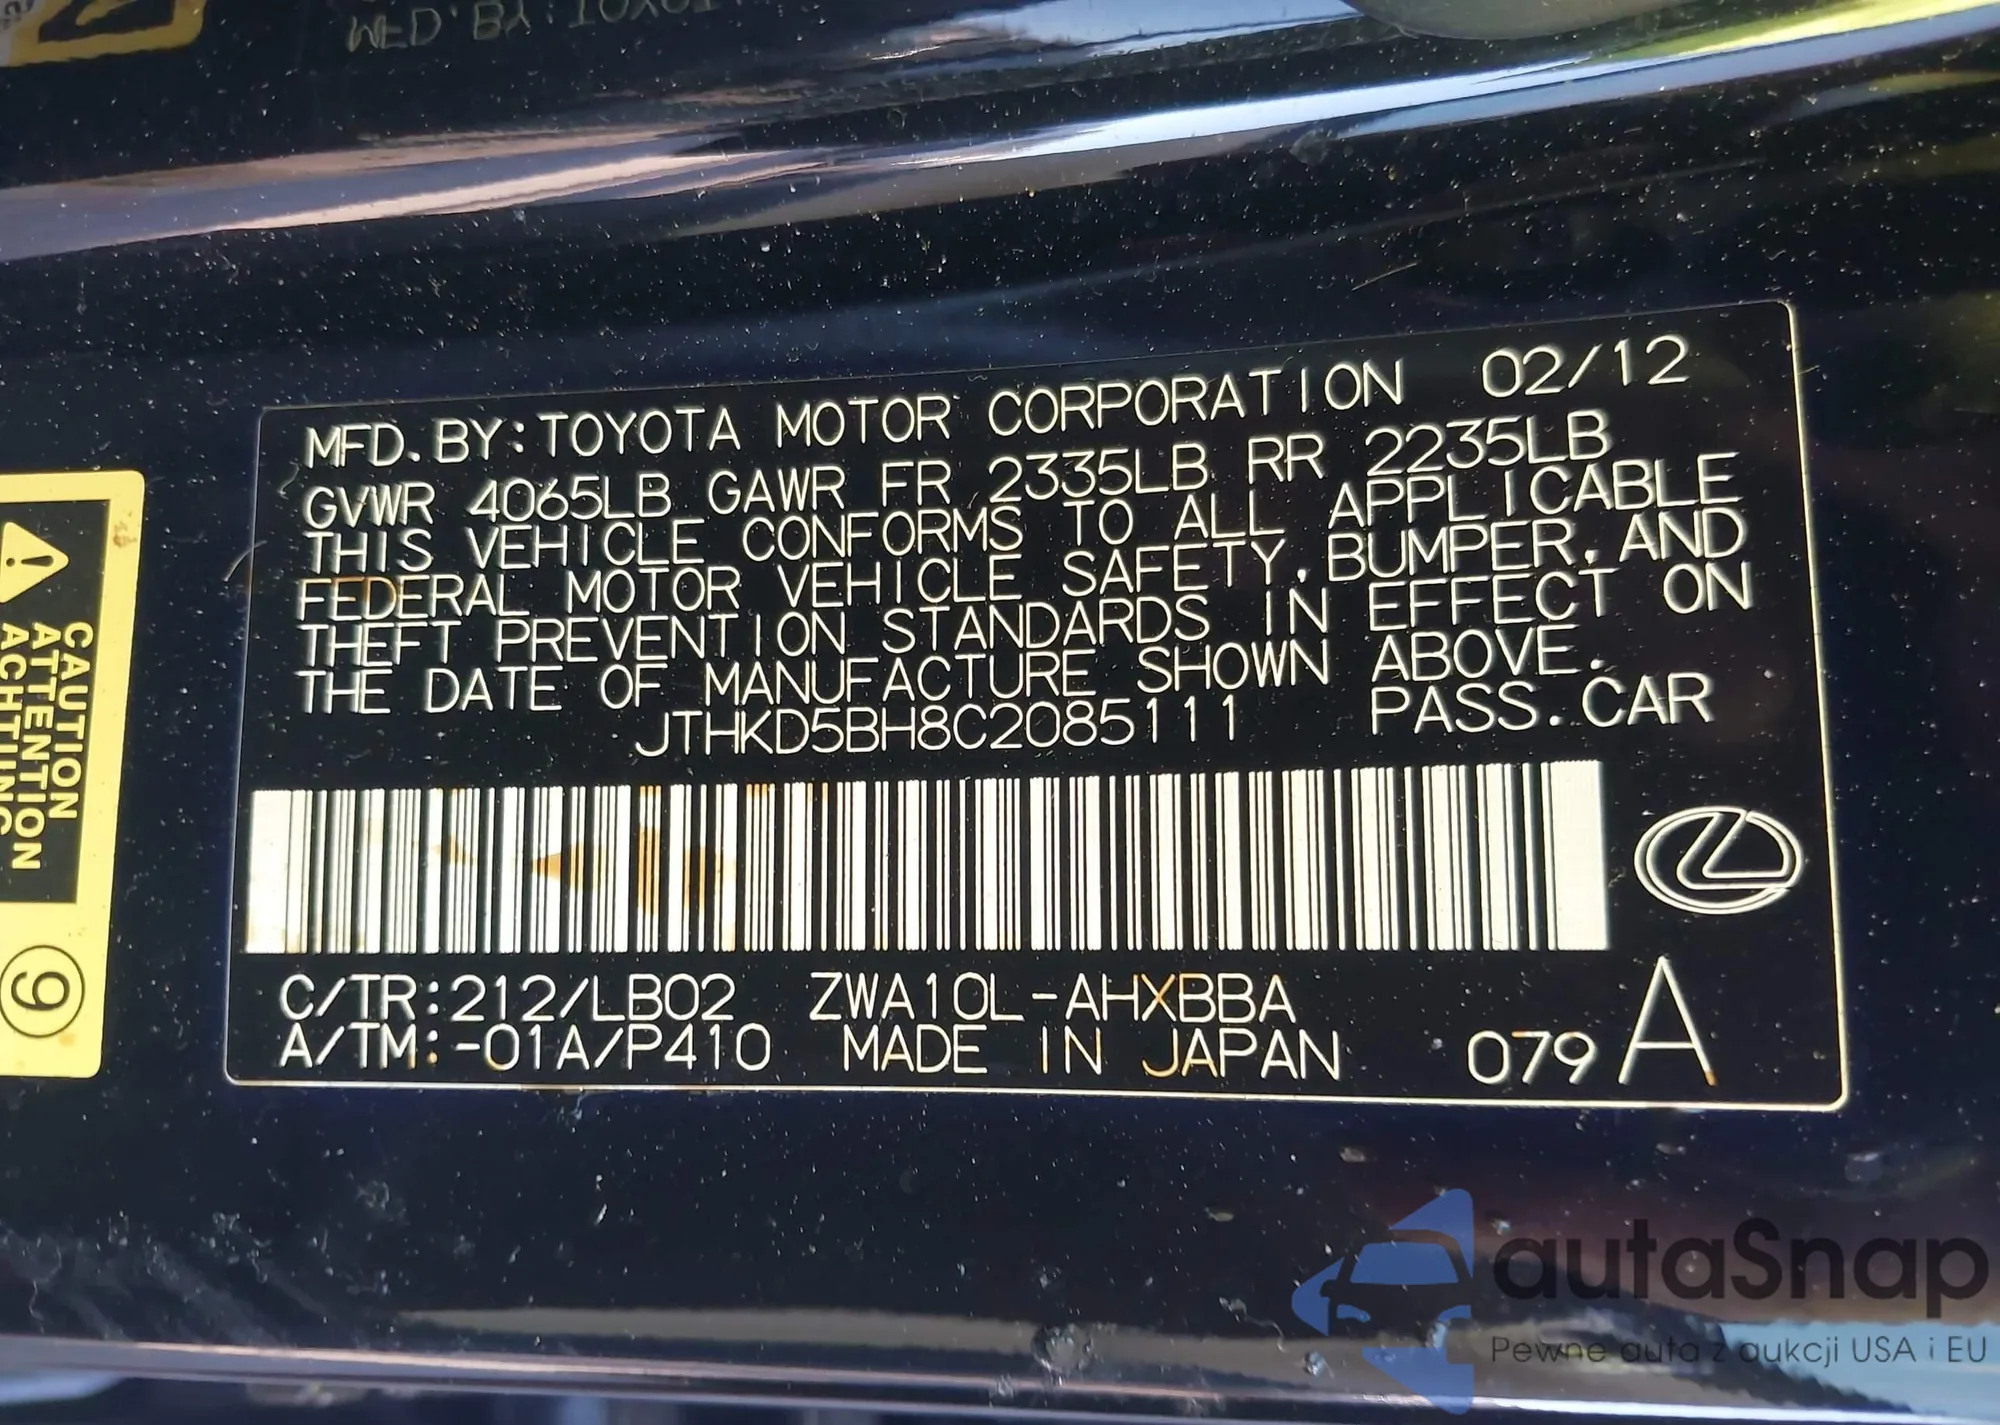 MFD. BY: TOYOTA MOTOR CORPORATION 02/12
GVWR 4065LB GAWR FR 2335LB RR 2235LB
THIS VEHICLE CONFORMS TO ALL APPLICABLE
FEDERAL MOTOR VEHICLE SAFETY, BUMPER, AND
THEFT PREVENTION STANDARDS IN EFFECT ON
THE DATE OF MANUFACTURE SHOWN ABOVE.
JTHKD5BH8C2085111 PASS. CAR
C/TR:212/LB02 ZWA10L-AHXBBA
A/TM:-01A/P410 MADE IN JAPAN 079 A
CAUTION
ATTENTION
ACHTUNG
9
autaSnap
Pewne auta z aukcji USA i EU